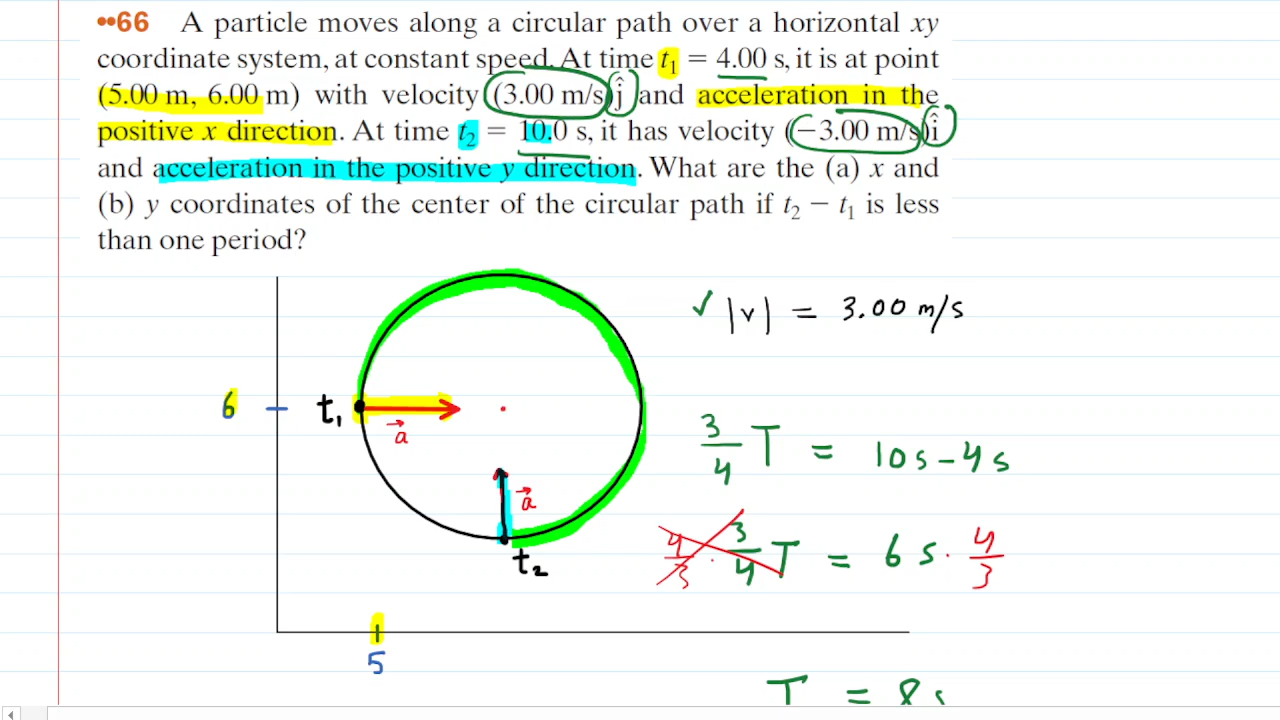 ••66 A particle moves along a circular path over a horizontal xy
coordinate system, at constant speed. At time t₁ = 4.00 s, it is at point
(5.00 m, 6.00 m) with velocity (3.00 m/s)ĵ and acceleration in the
positive x direction. At time t₂ = 10.0 s, it has velocity (−3.00 m/s)î
and acceleration in the positive y direction. What are the (a) x and
(b) y coordinates of the center of the circular path if t₂ − t₁ is less
than one period?
✓ |v| = 3.00 m/s
6
t₁
a⃗
3/4 T = 10s − 4s
a⃗
4/3 · 3/4 T = 6 s · 4/3
t₂
5
T = 8s